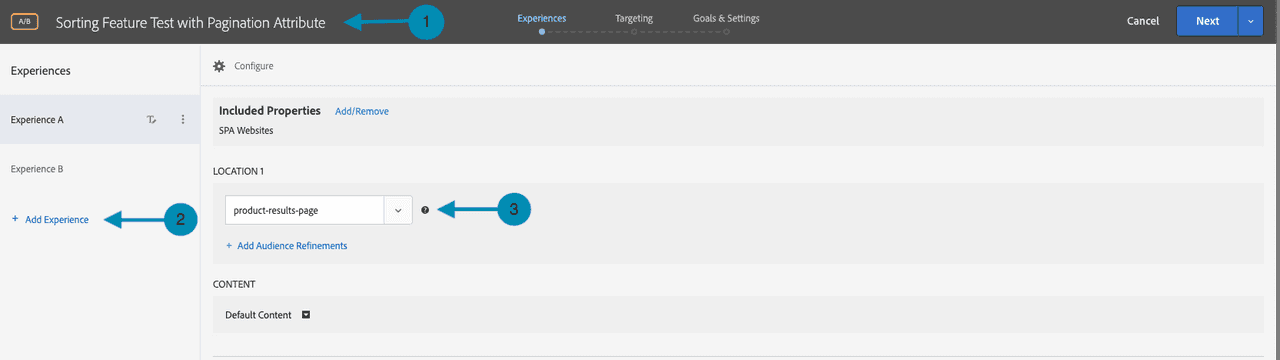 A/B Sorting Feature Test with Pagination Attribute 1 Experiences Targeting Goals & Settings Cancel Next
Experiences
Configure
Included Properties Add/Remove
Experience A
SPA Websites
Experience B
LOCATION 1
product-results-page 3
+ Add Experience 2
+ Add Audience Refinements
CONTENT
Default Content